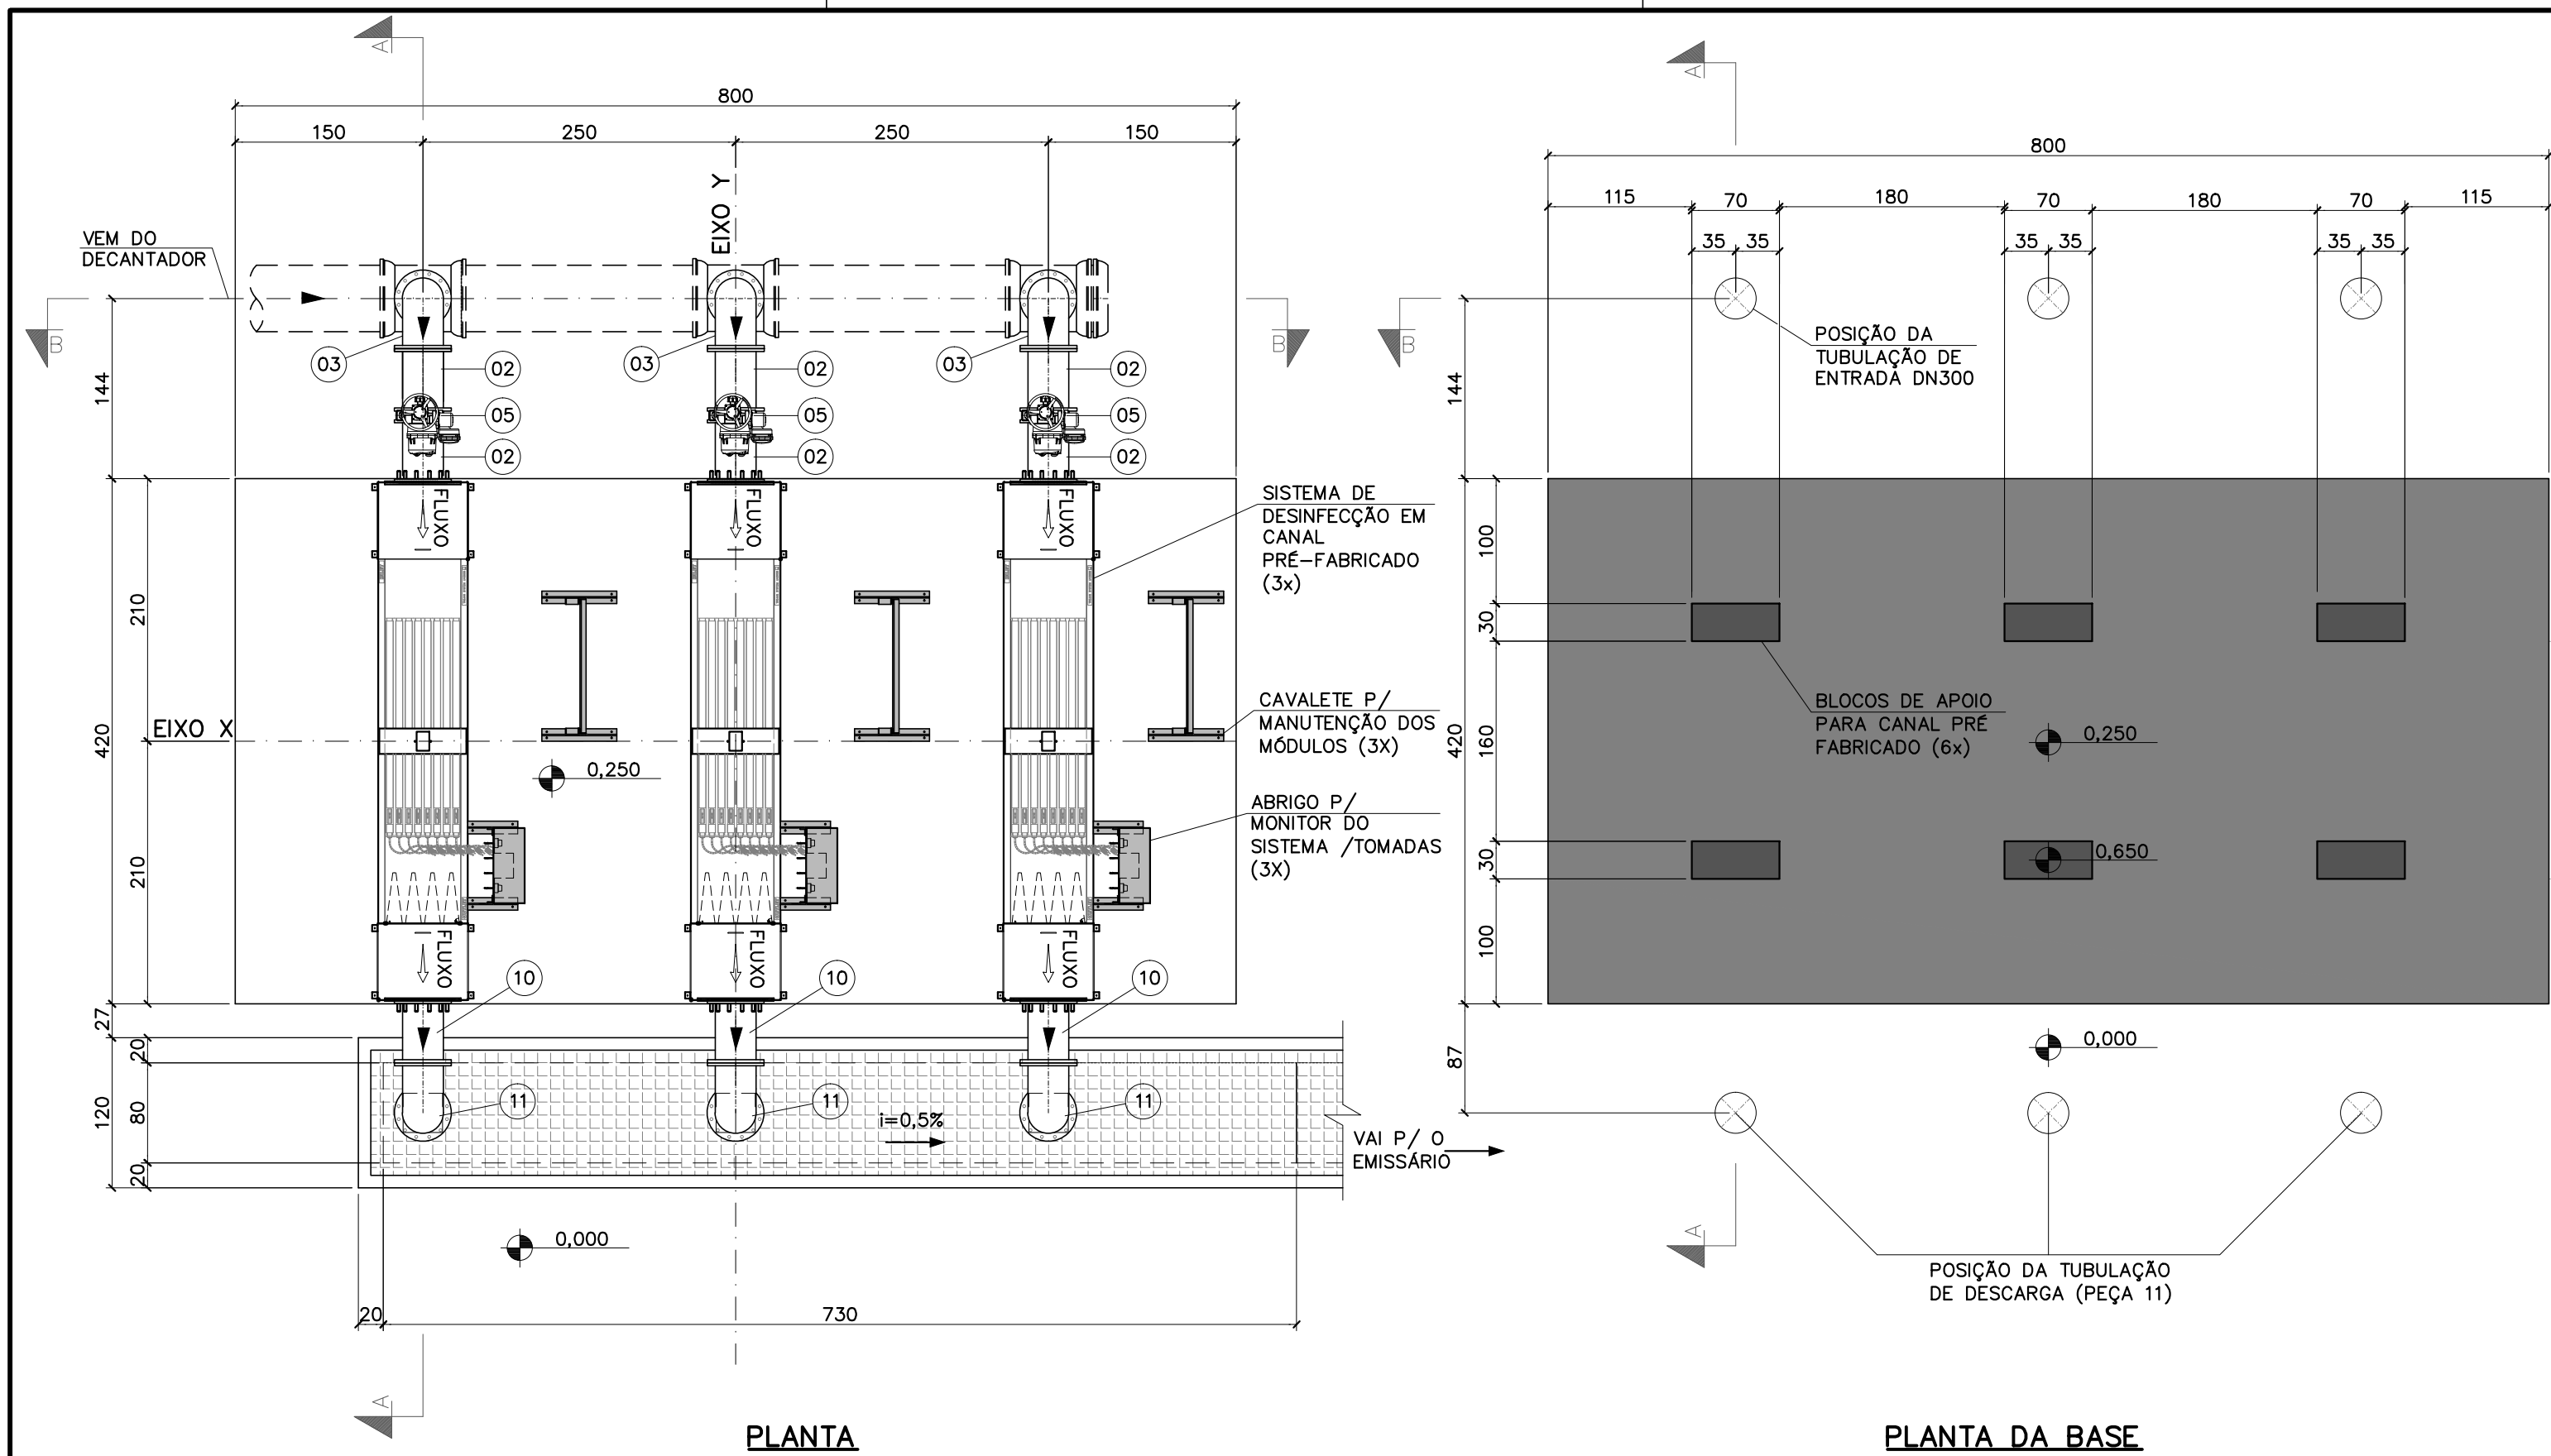 A
A
800
150
250
250
150
EIXO Y
VEM DO
DECANTADOR
B
B
B
03
03
03
02
02
02
05
05
05
02
02
02
144
FLUXO
FLUXO
FLUXO
SISTEMA DE
DESINFECÇÃO EM
CANAL
PRÉ-FABRICADO
(3x)
210
420
EIXO X
CAVALETE P/
MANUTENÇÃO DOS
MÓDULOS (3X)
0,250
ABRIGO P/
MONITOR DO
SISTEMA /TOMADAS
(3X)
210
FLUXO
FLUXO
FLUXO
10
10
10
27
20
120
80
20
11
11
11
i=0,5%
VAI P/ O
EMISSÁRIO
0,000
20
730
A
PLANTA
800
115
70
180
70
180
70
115
35
35
35
35
35
35
POSIÇÃO DA
TUBULAÇÃO DE
ENTRADA DN300
144
100
30
BLOCOS DE APOIO
PARA CANAL PRÉ
FABRICADO (6x)
0,250
420
160
0,650
30
100
0,000
87
A
POSIÇÃO DA TUBULAÇÃO
DE DESCARGA (PEÇA 11)
PLANTA DA BASE